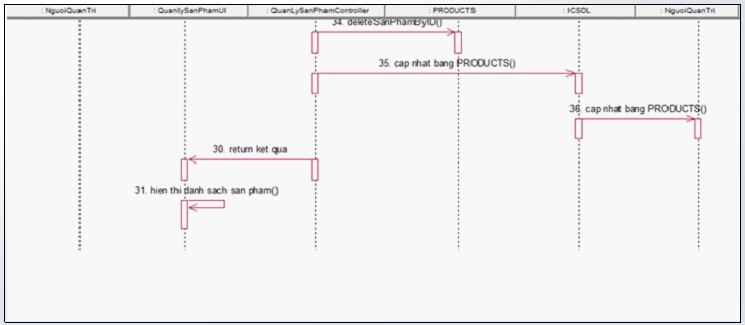 : NguoiQuanTri
: QuanlySanPhamUI
: QuanLySanPhamController
: PRODUCTS
: ICSDL
: NguoiQuanTri
34. deleteSanPhamByID()
35. cap nhat bang PRODUCTS()
36. cap nhat bang PRODUCTS()
30. return ket qua
31. hien thi danh sach san pham()